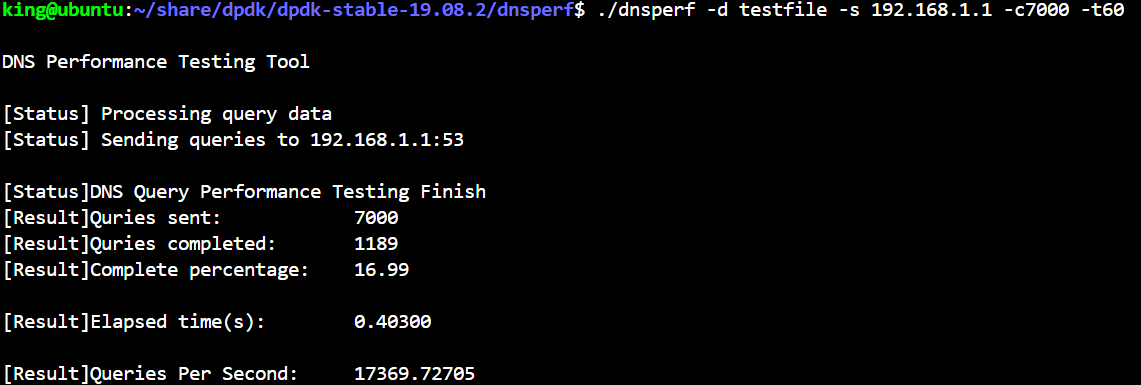 king@ubuntu:~/share/dpdk/dpdk-stable-19.08.2/dnsperf$ ./dnsperf -d testfile -s 192.168.1.1 -c7000 -t60
DNS Performance Testing Tool
[Status] Processing query data
[Status] Sending queries to 192.168.1.1:53
[Status]DNS Query Performance Testing Finish
[Result]Quries sent: 7000
[Result]Quries completed: 1189
[Result]Complete percentage: 16.99
[Result]Elapsed time(s): 0.40300
[Result]Queries Per Second: 17369.72705